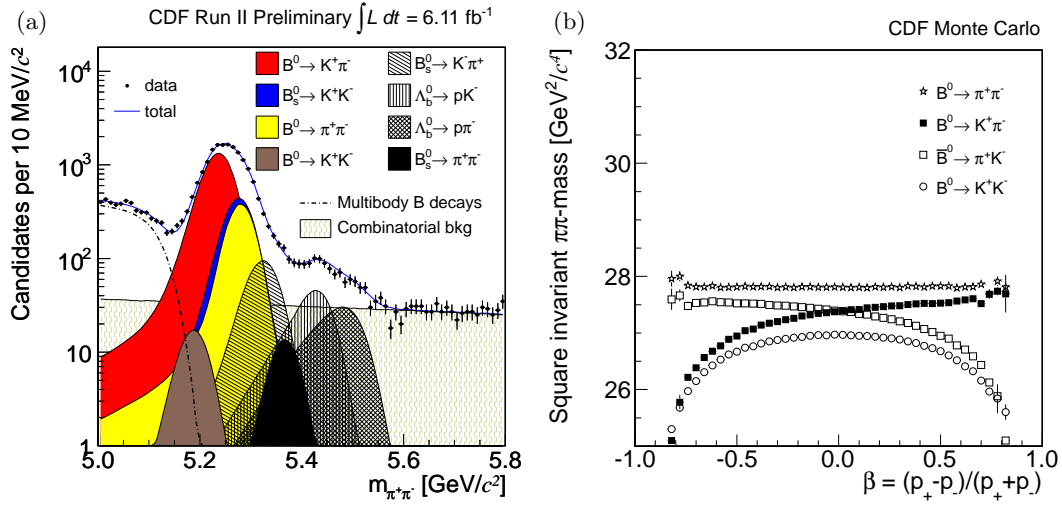 (a)
CDF Run II Preliminary ∫L dt = 6.11 fb⁻¹
Candidates per 10 MeV/c²
10⁴
10³
10²
10
1
data
total
B⁰→K⁺π⁻
B⁰ₛ→K⁺K⁻
B⁰→π⁺π⁻
B⁰→K⁺K⁻
B⁰ₛ→K⁻π⁺
Λ⁰b→pK⁻
Λ⁰b→pπ⁻
B⁰ₛ→π⁺π⁻
Multibody B decays
Combinatorial bkg
5.0 5.2 5.4 5.6 5.8
mπ⁺π⁻ [GeV/c²]
(b)
CDF Monte Carlo
Square invariant ππ-mass [GeV²/c⁴]
32
30
28
26
B⁰→π⁺π⁻
B⁰→K⁺π⁻
B̅⁰→π⁺K⁻
B⁰→K⁺K⁻
-1.0 -0.5 0.0 0.5 1.0
β = (p₊-p₋)/(p₊+p₋)